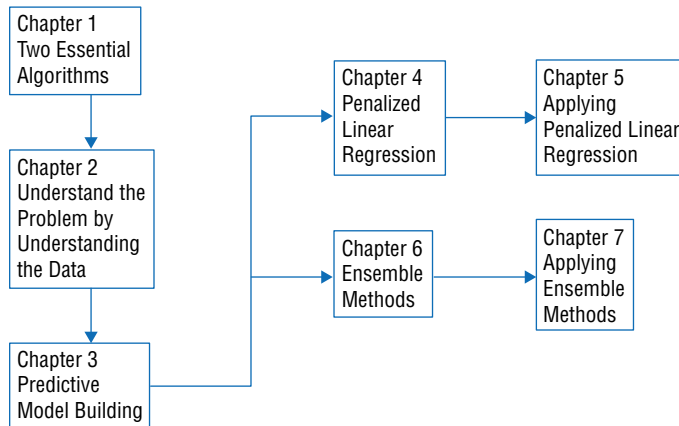 Chapter 1
Two Essential
Algorithms
Chapter 2
Understand the
Problem by
Understanding
the Data
Chapter 3
Predictive
Model Building
Chapter 4
Penalized
Linear
Regression
Chapter 5
Applying
Penalized Linear
Regression
Chapter 6
Ensemble
Methods
Chapter 7
Applying
Ensemble
Methods